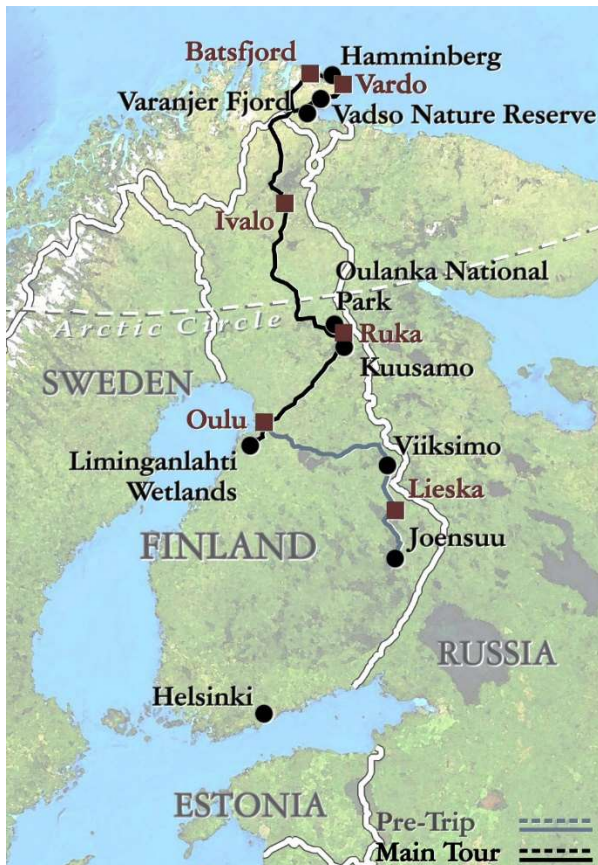 Batsfjord
Hamminberg
Vardo
Varanjer Fjord
Vadso Nature Reserve
Ivalo
Oulanka National
Park
Arctic Circle
Ruka
Kuusamo
SWEDEN
Oulu
Liminganlahti
Wetlands
Viiksimo
Lieska
FINLAND
Joensuu
RUSSIA
Helsinki
ESTONIA
Pre-Trip
Main Tour